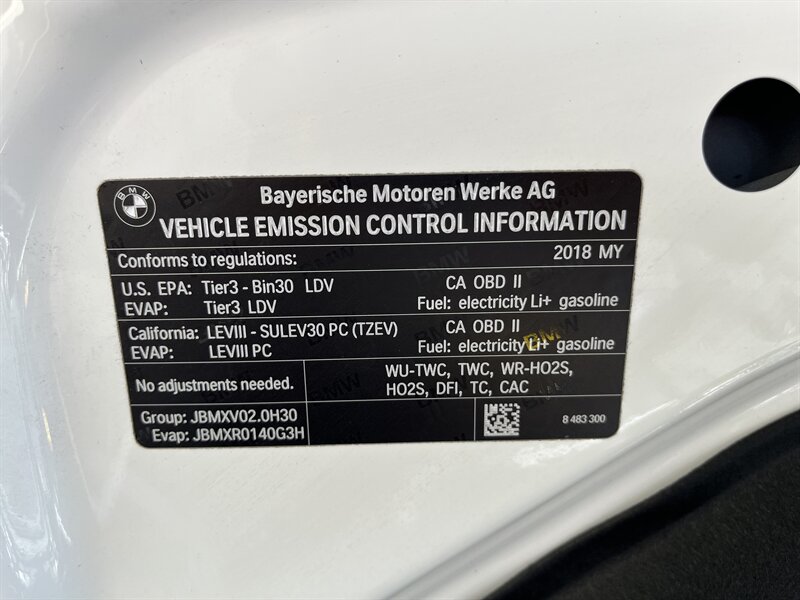 BMW
Bayerische Motoren Werke AG
VEHICLE EMISSION CONTROL INFORMATION
Conforms to regulations: 2018 MY
U.S. EPA: Tier3 - Bin30 LDV CA OBD II
EVAP: Tier3 LDV Fuel: electricity Li+ gasoline
California: LEVIII - SULEV30 PC (TZEV) CA OBD II
EVAP: LEVIII PC Fuel: electricity Li+ gasoline
No adjustments needed. WU-TWC, TWC, WR-HO2S,
HO2S, DFI, TC, CAC
Group: JBMXV02.0H30
Evap: JBMXR0140G3H
8 483 300